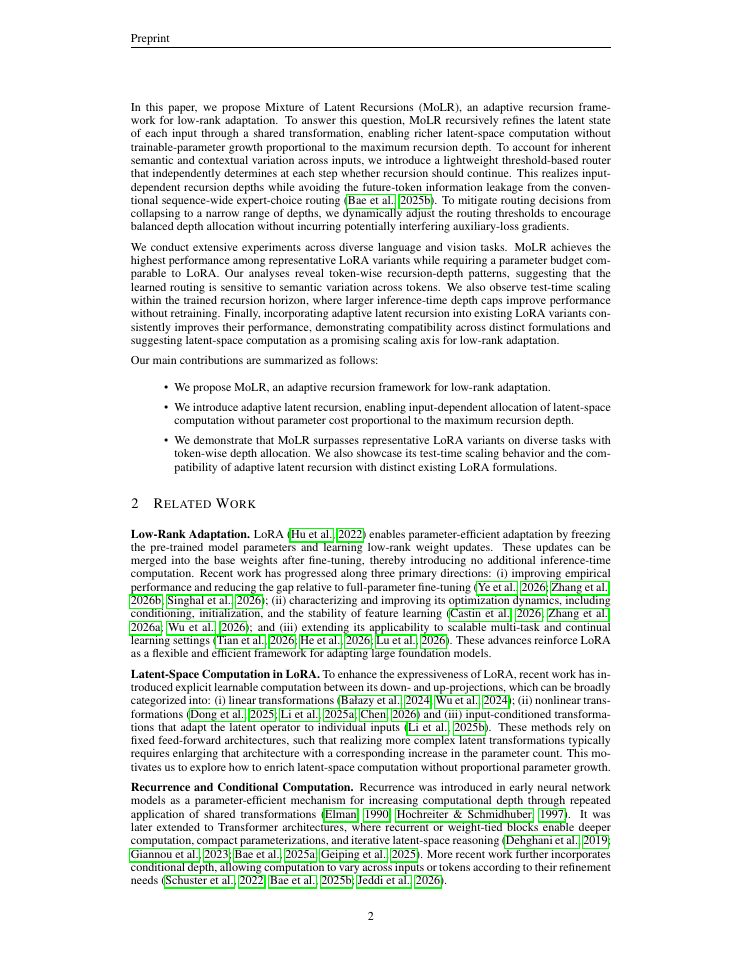 Preprint
In this paper, we propose Mixture of Latent Recursions (MoLR), an adaptive recursion frame-
work for low-rank adaptation. To answer this question, MoLR recursively refines the latent state
of each input through a shared transformation, enabling richer latent-space computation without
trainable-parameter growth proportional to the maximum recursion depth. To account for inherent
semantic and contextual variation across inputs, we introduce a lightweight threshold-based router
that independently determines at each step whether recursion should continue. This realizes input-
dependent recursion depths while avoiding the future-token information leakage from the conven-
tional sequence-wide expert-choice routing (Bae et al., 2025b). To mitigate routing decisions from
collapsing to a narrow range of depths, we dynamically adjust the routing thresholds to encourage
balanced depth allocation without incurring potentially interfering auxiliary-loss gradients.
We conduct extensive experiments across diverse language and vision tasks. MoLR achieves the
highest performance among representative LoRA variants while requiring a parameter budget com-
parable to LoRA. Our analyses reveal token-wise recursion-depth patterns, suggesting that the
learned routing is sensitive to semantic variation across tokens. We also observe test-time scaling
within the trained recursion horizon, where larger inference-time depth caps improve performance
without retraining. Finally, incorporating adaptive latent recursion into existing LoRA variants con-
sistently improves their performance, demonstrating compatibility across distinct formulations and
suggesting latent-space computation as a promising scaling axis for low-rank adaptation.
Our main contributions are summarized as follows:
• We propose MoLR, an adaptive recursion framework for low-rank adaptation.
• We introduce adaptive latent recursion, enabling input-dependent allocation of latent-space
computation without parameter cost proportional to the maximum recursion depth.
• We demonstrate that MoLR surpasses representative LoRA variants on diverse tasks with
token-wise depth allocation. We also showcase its test-time scaling behavior and the com-
patibility of adaptive latent recursion with distinct existing LoRA formulations.
2 RELATED WORK
Low-Rank Adaptation. LoRA (Hu et al., 2022) enables parameter-efficient adaptation by freezing
the pre-trained model parameters and learning low-rank weight updates. These updates can be
merged into the base weights after fine-tuning, thereby introducing no additional inference-time
computation. Recent work has progressed along three primary directions: (i) improving empirical
performance and reducing the gap relative to full-parameter fine-tuning (Ye et al., 2026; Zhang et al.,
2026b; Singhal et al., 2026); (ii) characterizing and improving its optimization dynamics, including
conditioning, initialization, and the stability of feature learning (Castin et al., 2026; Zhang et al.,
2026a; Wu et al., 2026); and (iii) extending its applicability to scalable multi-task and continual
learning settings (Tian et al., 2026; He et al., 2026; Lu et al., 2026). These advances reinforce LoRA
as a flexible and efficient framework for adapting large foundation models.
Latent-Space Computation in LoRA. To enhance the expressiveness of LoRA, recent work has in-
troduced explicit learnable computation between its down- and up-projections, which can be broadly
categorized into: (i) linear transformations (Bałazy et al., 2024; Wu et al., 2024); (ii) nonlinear trans-
formations (Dong et al., 2025; Li et al., 2025a; Chen, 2026) and (iii) input-conditioned transforma-
tions that adapt the latent operator to individual inputs (Li et al., 2025b). These methods rely on
fixed feed-forward architectures, such that realizing more complex latent transformations typically
requires enlarging that architecture with a corresponding increase in the parameter count. This mo-
tivates us to explore how to enrich latent-space computation without proportional parameter growth.
Recurrence and Conditional Computation. Recurrence was introduced in early neural network
models as a parameter-efficient mechanism for increasing computational depth through repeated
application of shared transformations (Elman, 1990; Hochreiter & Schmidhuber, 1997). It was
later extended to Transformer architectures, where recurrent or weight-tied blocks enable deeper
computation, compact parameterizations, and iterative latent-space reasoning (Dehghani et al., 2019;
Giannou et al., 2023; Bae et al., 2025a; Geiping et al., 2025). More recent work further incorporates
conditional depth, allowing computation to vary across inputs or tokens according to their refinement
needs (Schuster et al., 2022; Bae et al., 2025b; Jeddi et al., 2026).
2